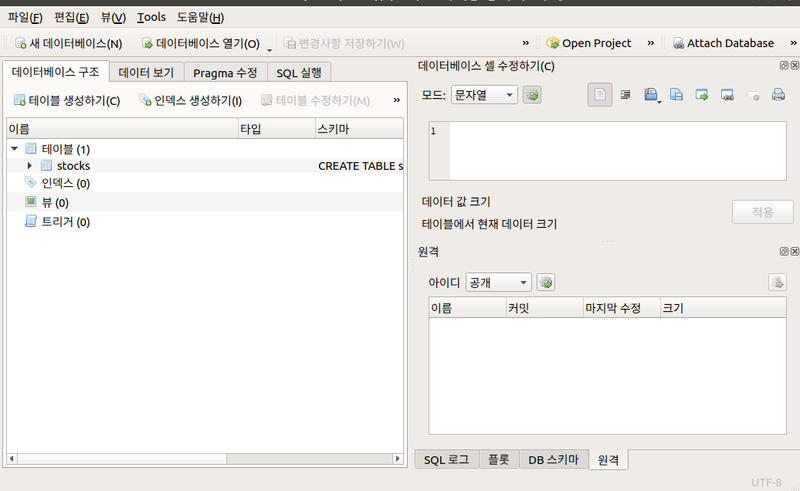 파일(F) 편집(E) 뷰(V) Tools 도움말(H)
새 데이터베이스(N) 데이터베이스 열기(O) 변경사항 저장하기(W) » Open Project » Attach Database »
데이터베이스 구조 데이터 보기 Pragma 수정 SQL 실행
테이블 생성하기(C) 인덱스 생성하기(I) 테이블 수정하기(M) »
이름 타입 스키마
테이블 (1)
stocks CREATE TABLE s
인덱스 (0)
뷰 (0)
트리거 (0)
데이터베이스 셀 수정하기(C)
모드: 문자열
1
데이터 값 크기
적용
테이블에서 현재 데이터 크기
원격
아이디 공개
이름 커밋 마지막 수정 크기
SQL 로그 플롯 DB 스키마 원격
UTF-8